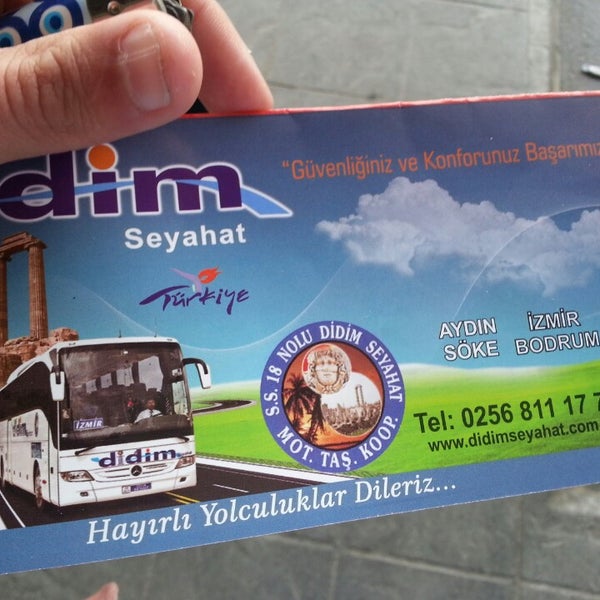 didim
Seyahat
Türkiye
"Güvenliğiniz ve Konforunuz Başarımız
AYDIN İZMİR
SÖKE BODRUM
S.S. 18 NOLU DİDİM SEYAHAT
MOT. TAŞ. KOOP.
Tel: 0256 811 17 7
www.didimseyahat.com
İZMİR
didim
Hayırlı Yolculuklar Dileriz...